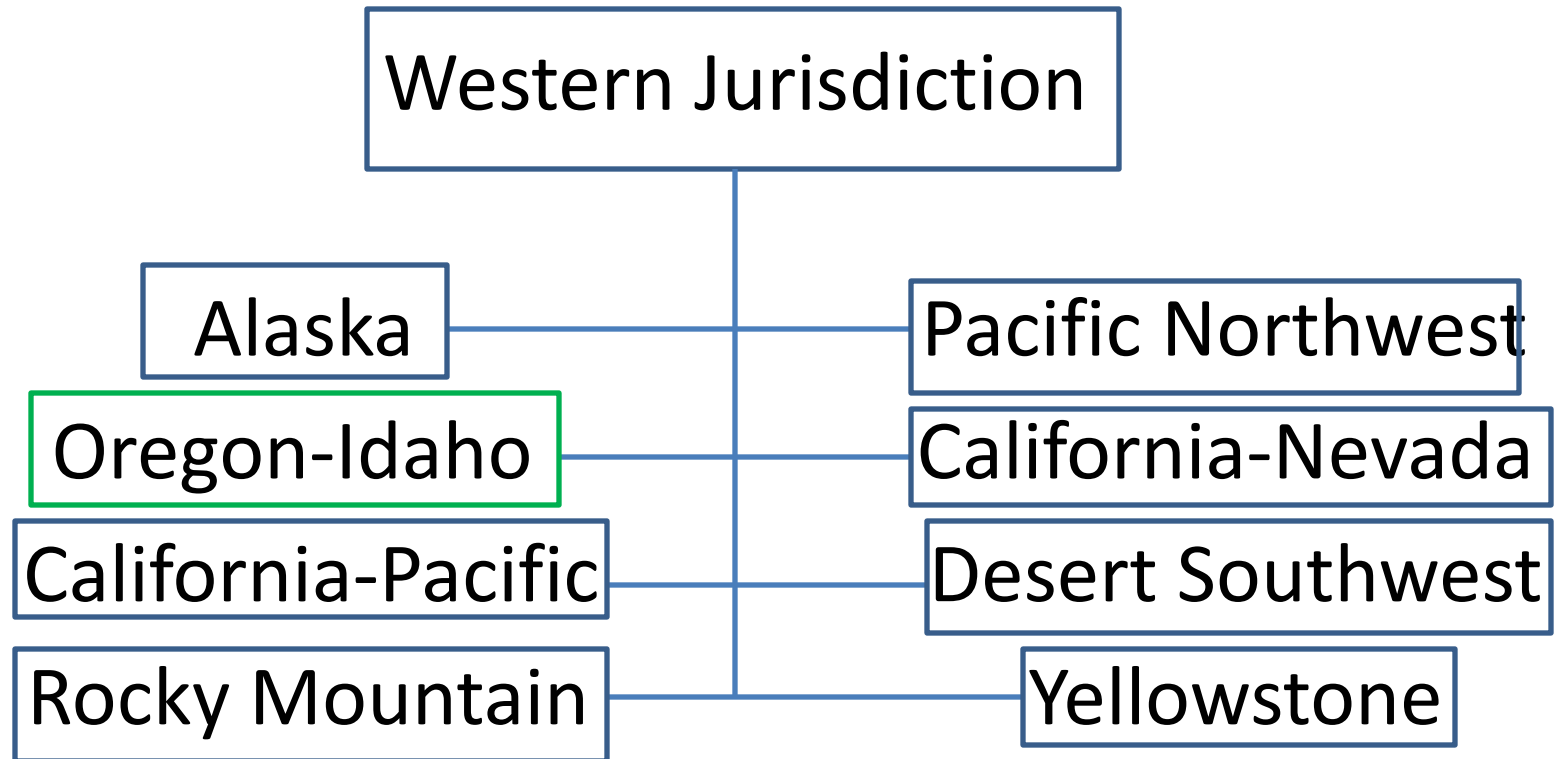 Western Jurisdiction
Alaska
Pacific Northwest
Oregon-Idaho
California-Nevada
California-Pacific
Desert Southwest
Rocky Mountain
Yellowstone